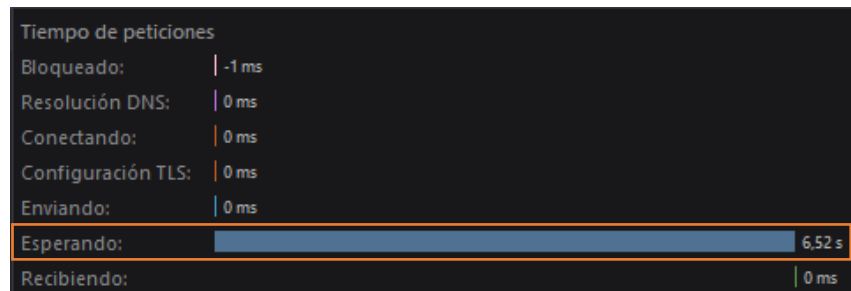 Tiempo de peticiones
Bloqueado: -1 ms
Resolución DNS: 0 ms
Conectando: 0 ms
Configuración TLS: 0 ms
Enviando: 0 ms
Esperando: 6,52 s
Recibiendo: 0 ms